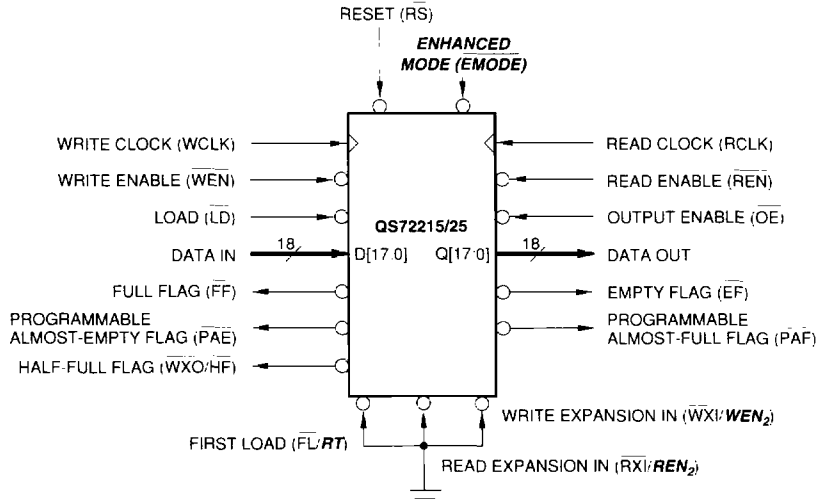 RESET (RS)
ENHANCED
MODE (EMODE)
WRITE CLOCK (WCLK)
READ CLOCK (RCLK)
WRITE ENABLE (WEN)
READ ENABLE (REN)
LOAD (LD)
QS72215/25
OUTPUT ENABLE (OE)
DATA IN
18
D[17:0]
Q[17:0]
18
DATA OUT
FULL FLAG (FF)
EMPTY FLAG (EF)
PROGRAMMABLE
ALMOST-EMPTY FLAG (PAE)
PROGRAMMABLE
ALMOST-FULL FLAG (PAF)
HALF-FULL FLAG (WXO/HF)
WRITE EXPANSION IN (WXI/WEN₂)
FIRST LOAD (FL/RT)
READ EXPANSION IN (RXI/REN₂)